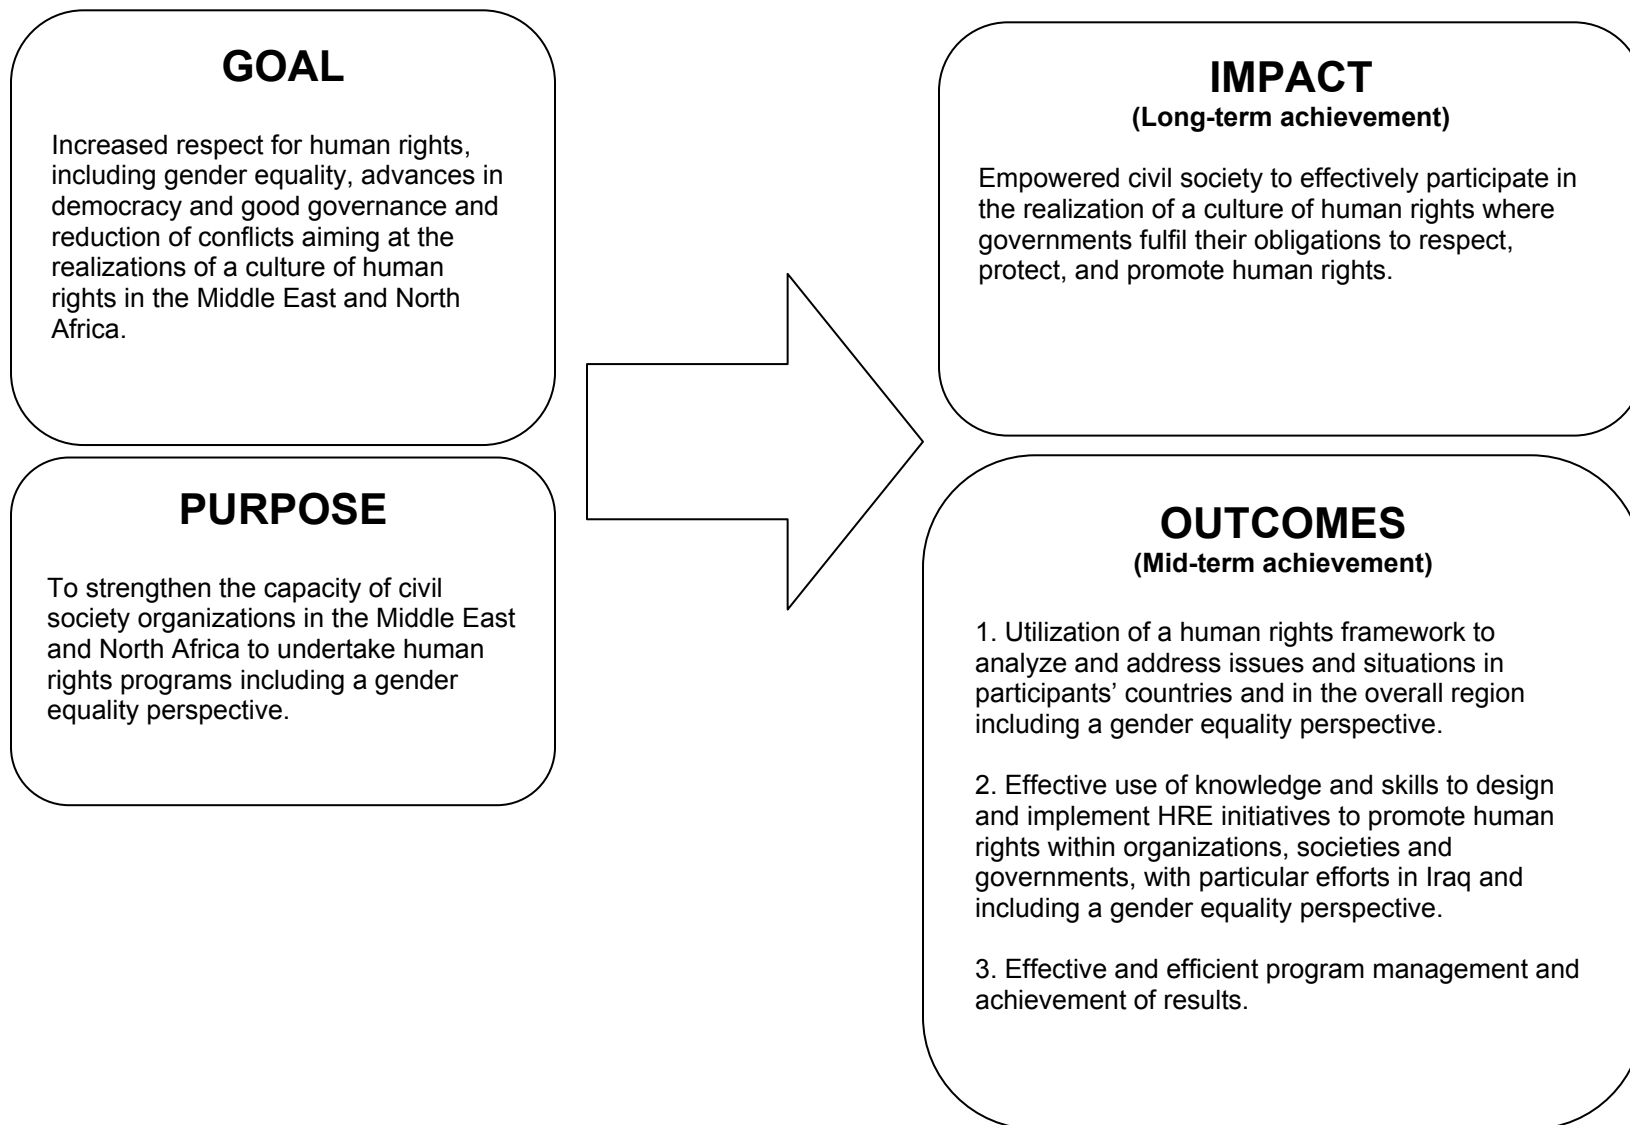 GOAL
Increased respect for human rights,
including gender equality, advances in
democracy and good governance and
reduction of conflicts aiming at the
realizations of a culture of human
rights in the Middle East and North
Africa.
PURPOSE
To strengthen the capacity of civil
society organizations in the Middle East
and North Africa to undertake human
rights programs including a gender
equality perspective.
IMPACT
(Long-term achievement)
Empowered civil society to effectively participate in
the realization of a culture of human rights where
governments fulfil their obligations to respect,
protect, and promote human rights.
OUTCOMES
(Mid-term achievement)
1. Utilization of a human rights framework to
analyze and address issues and situations in
participants’ countries and in the overall region
including a gender equality perspective.
2. Effective use of knowledge and skills to design
and implement HRE initiatives to promote human
rights within organizations, societies and
governments, with particular efforts in Iraq and
including a gender equality perspective.
3. Effective and efficient program management and
achievement of results.